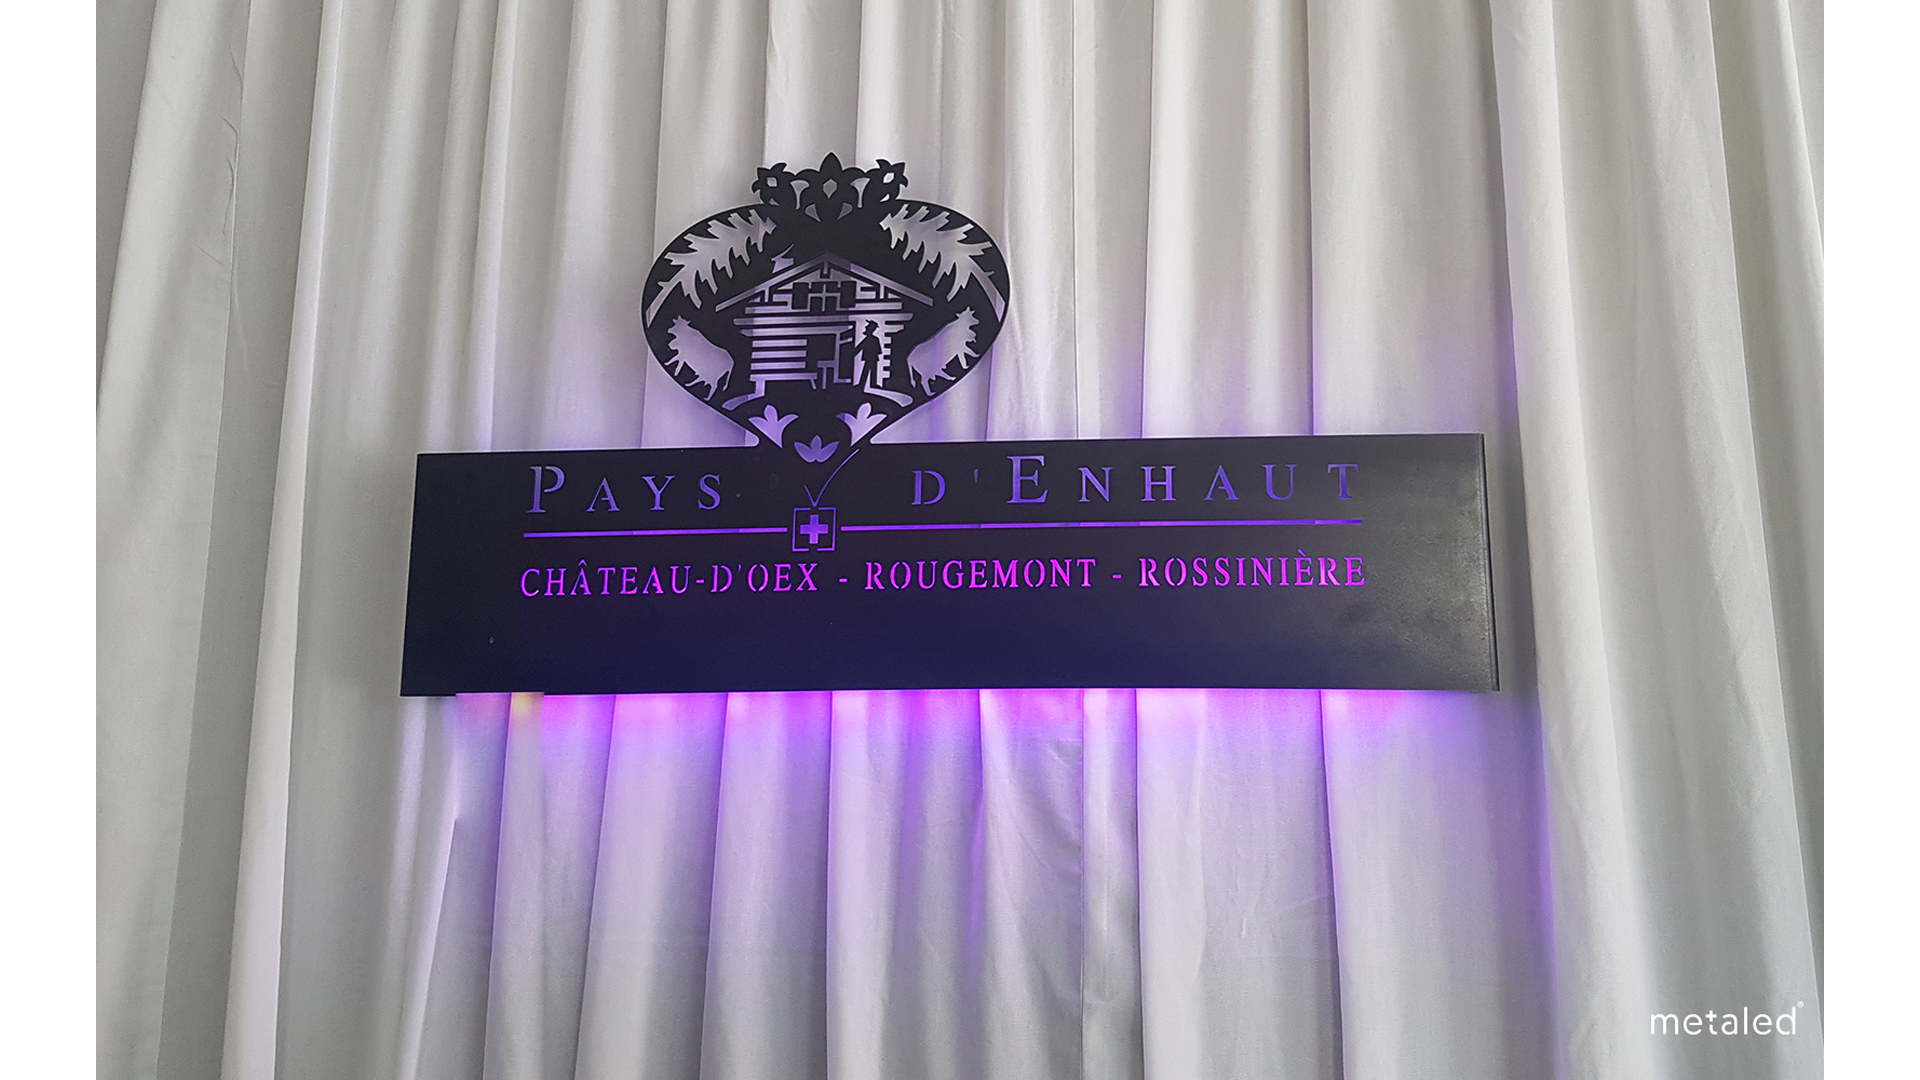 PAYS D'ENHAUT
CHÂTEAU-D'OEX - ROUGEMONT - ROSSINIÈRE
metaled®